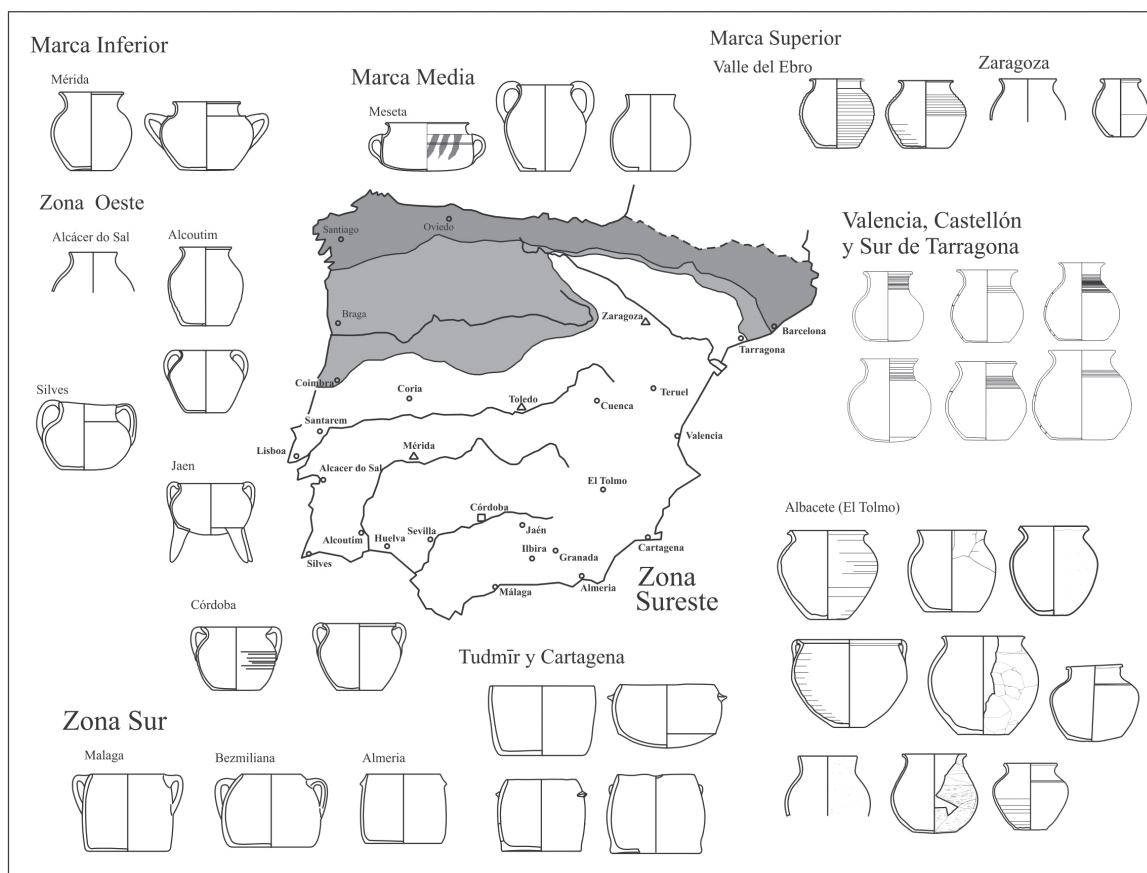 Marca Inferior
Mérida
Marca Media
Meseta
Marca Superior
Valle del Ebro
Zaragoza
Zona Oeste
Alcácer do Sal
Alcoutim
Silves
Jaen
Valencia, Castellón
y Sur de Tarragona
Santiago
Oviedo
Braga
Zaragoza
Barcelona
Tarragona
Coimbra
Coria
Toledo
Cuenca
Teruel
Santarem
Valencia
Lisboa
Mérida
Alcacer do Sal
El Tolmo
Córdoba
Jaén
Alcoutim
Huelva
Sevilla
Ilbira
Granada
Cartagena
Silves
Málaga
Almeria
Zona
Sureste
Albacete (El Tolmo)
Córdoba
Tudmīr y Cartagena
Zona Sur
Malaga
Bezmiliana
Almeria